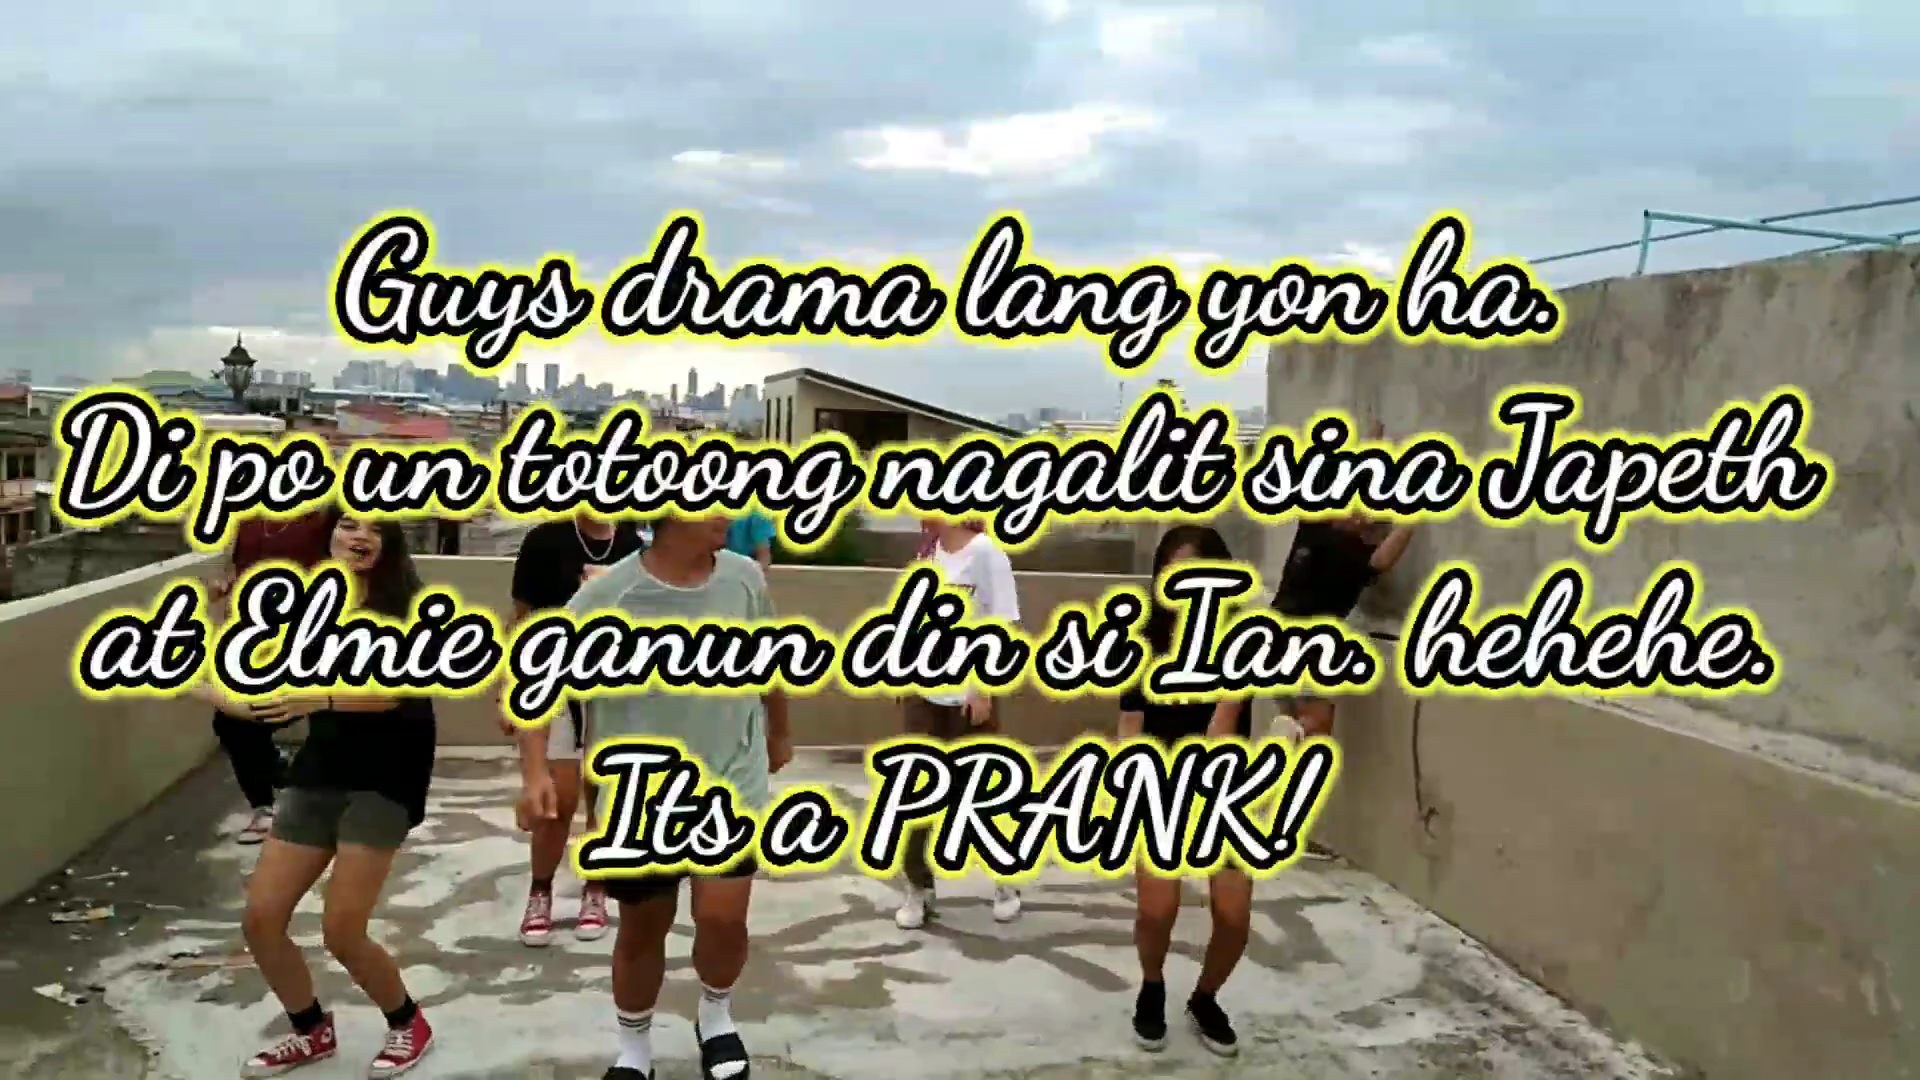 Guys drama lang yon ha.
Di po un totoong nagalit sina Japeth
at Elmie ganun din si Ian. hehehe.
Its a PRANK!